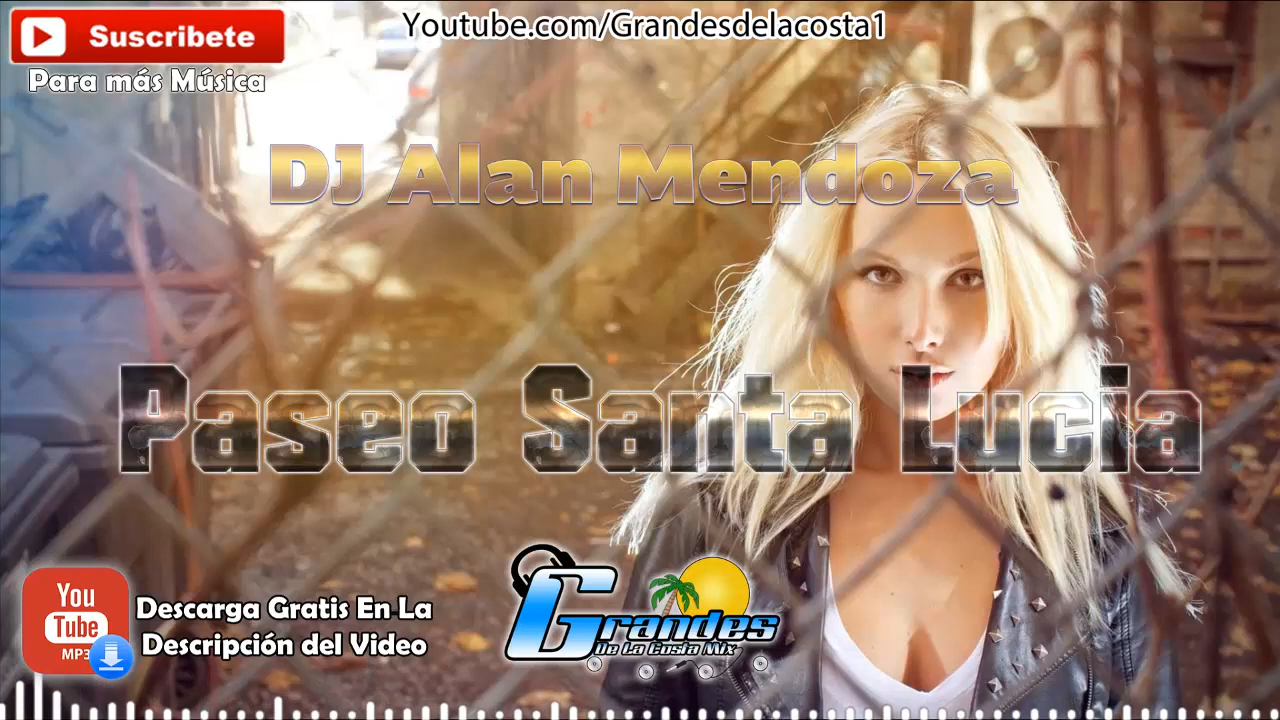 Suscribete
Para más Música
Youtube.com/Grandesdelacosta1
DJ Alan Mendoza
Paseo Santa Lucia
You
Tube
MP3
Descarga Gratis En La
Descripción del Video
Grandes
De La Costa Mix